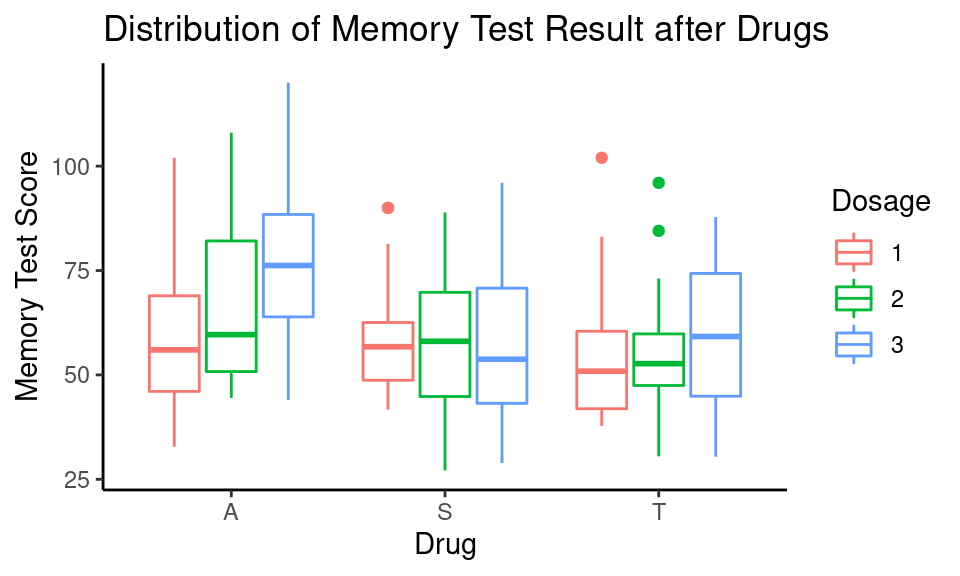 Distribution of Memory Test Result after Drugs
Memory Test Score
100
75
50
25
A S T
Drug
Dosage
1
2
3